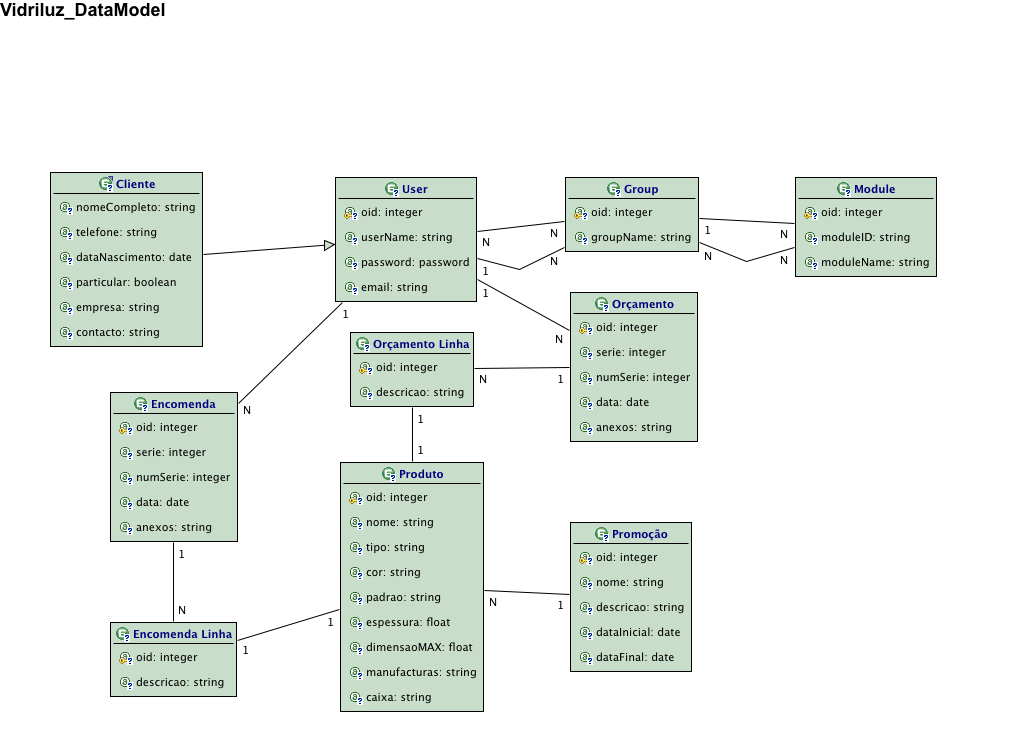 Vidriluz_DataModel
Cliente
nomeCompleto: string
telefone: string
dataNascimento: date
particular: boolean
empresa: string
contacto: string
User
oid: integer
userName: string
password: password
email: string
Group
oid: integer
groupName: string
Module
oid: integer
moduleID: string
moduleName: string
N
N
1
N
1
N
1
N
N
N
1
N
Orçamento
oid: integer
serie: integer
numSerie: integer
data: date
anexos: string
Orçamento Linha
oid: integer
descricao: string
N
1
1
1
Encomenda
oid: integer
serie: integer
numSerie: integer
data: date
anexos: string
1
N
Encomenda Linha
oid: integer
descricao: string
1
1
Produto
oid: integer
nome: string
tipo: string
cor: string
padrao: string
espessura: float
dimensaoMAX: float
manufacturas: string
caixa: string
N
1
Promoção
oid: integer
nome: string
descricao: string
dataInicial: date
dataFinal: date